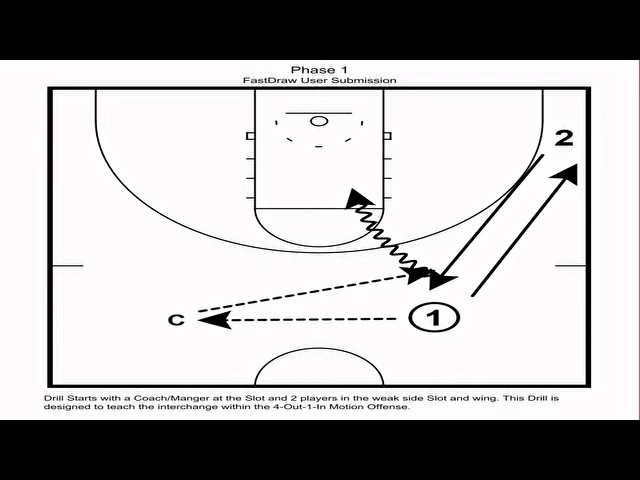 Phase 1
FastDraw User Submission
2
C
1
Drill Starts with a Coach/Manger at the Slot and 2 players in the weak side Slot and wing. This Drill is
designed to teach the interchange within the 4-Out-1-In Motion Offense.